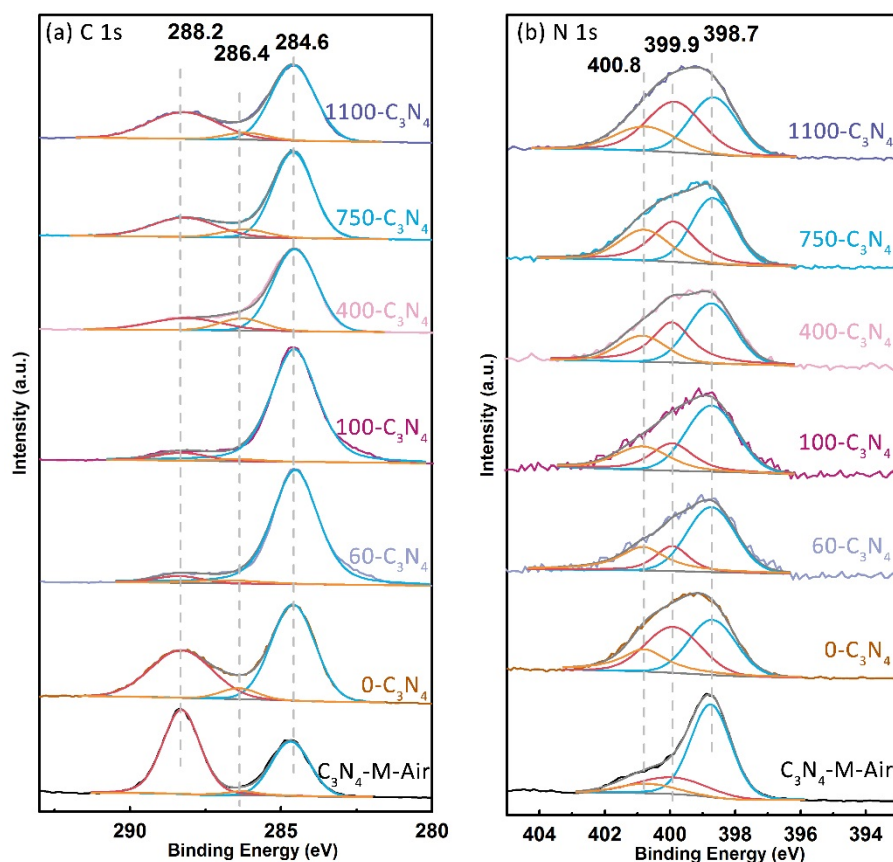 (a) C 1s
288.2
286.4
284.6
1100-C₃N₄
750-C₃N₄
400-C₃N₄
100-C₃N₄
60-C₃N₄
0-C₃N₄
C₃N₄-M-Air
Intensity (a.u.)
290
285
280
Binding Energy (eV)
(b) N 1s
400.8
399.9
398.7
1100-C₃N₄
750-C₃N₄
400-C₃N₄
100-C₃N₄
60-C₃N₄
0-C₃N₄
C₃N₄-M-Air
Intensity (a.u.)
404
402
400
398
396
394
Binding Energy (eV)